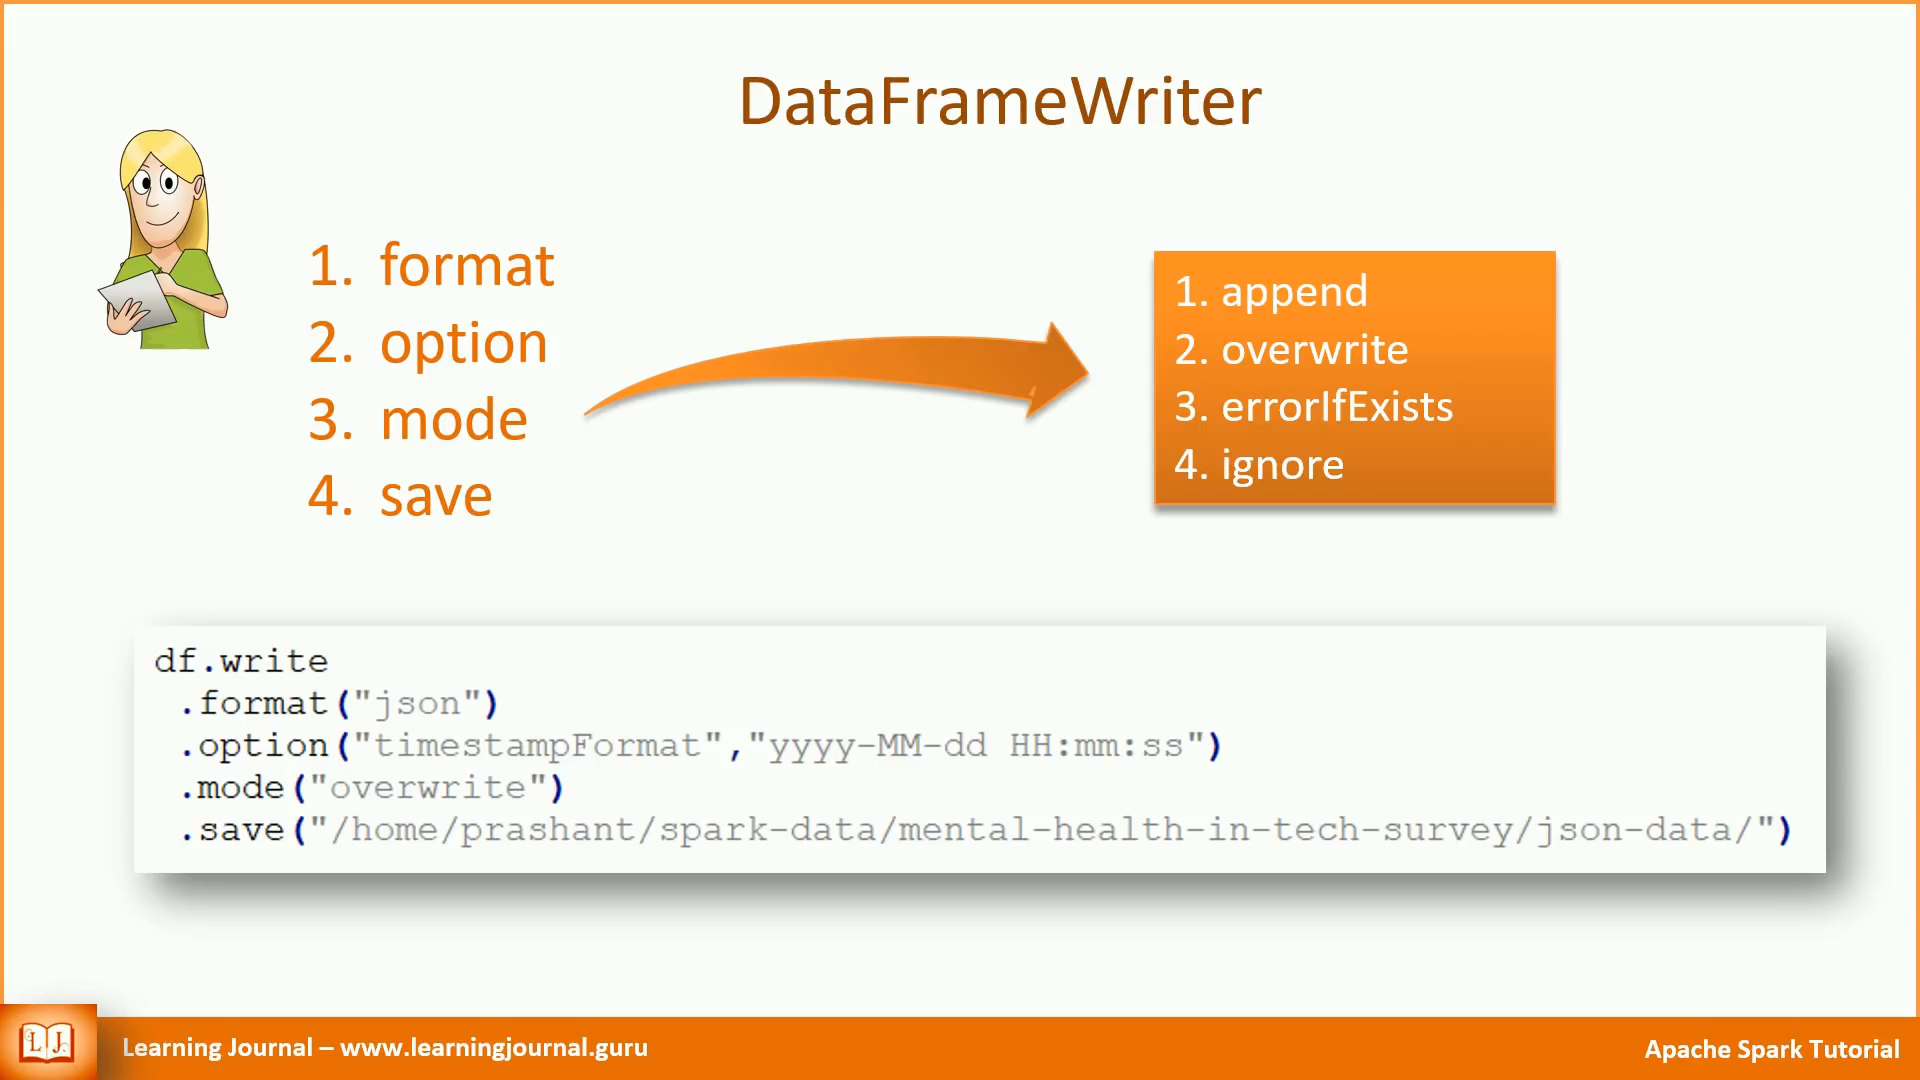 DataFrameWriter
1. format
2. option
3. mode
4. save
1. append
2. overwrite
3. errorIfExists
4. ignore
df.write
.format("json")
.option("timestampFormat","yyyy-MM-dd HH:mm:ss")
.mode("overwrite")
.save("/home/prashant/spark-data/mental-health-in-tech-survey/json-data/")
L J
Learning Journal – www.learningjournal.guru
Apache Spark Tutorial